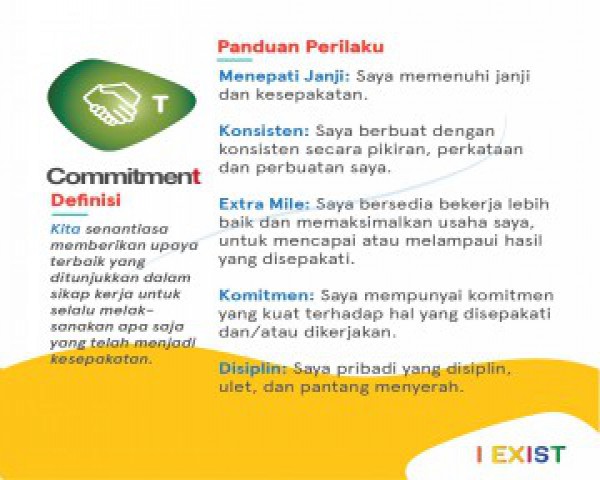 T
Commitment
Definisi
Kita senantiasa
memberikan upaya
terbaik yang
ditunjukkan dalam
sikap kerja untuk
selalu melak-
sanakan apa saja
yang telah menjadi
kesepakatan.
Panduan Perilaku
Menepati Janji: Saya memenuhi janji
dan kesepakatan.
Konsisten: Saya berbuat dengan
konsisten secara pikiran, perkataan
dan perbuatan saya.
Extra Mile: Saya bersedia bekerja lebih
baik dan memaksimalkan usaha saya,
untuk mencapai atau melampaui hasil
yang disepakati.
Komitmen: Saya mempunyai komitmen
yang kuat terhadap hal yang disepakati
dan/atau dikerjakan.
Disiplin: Saya pribadi yang disiplin,
ulet, dan pantang menyerah.
I EXIST